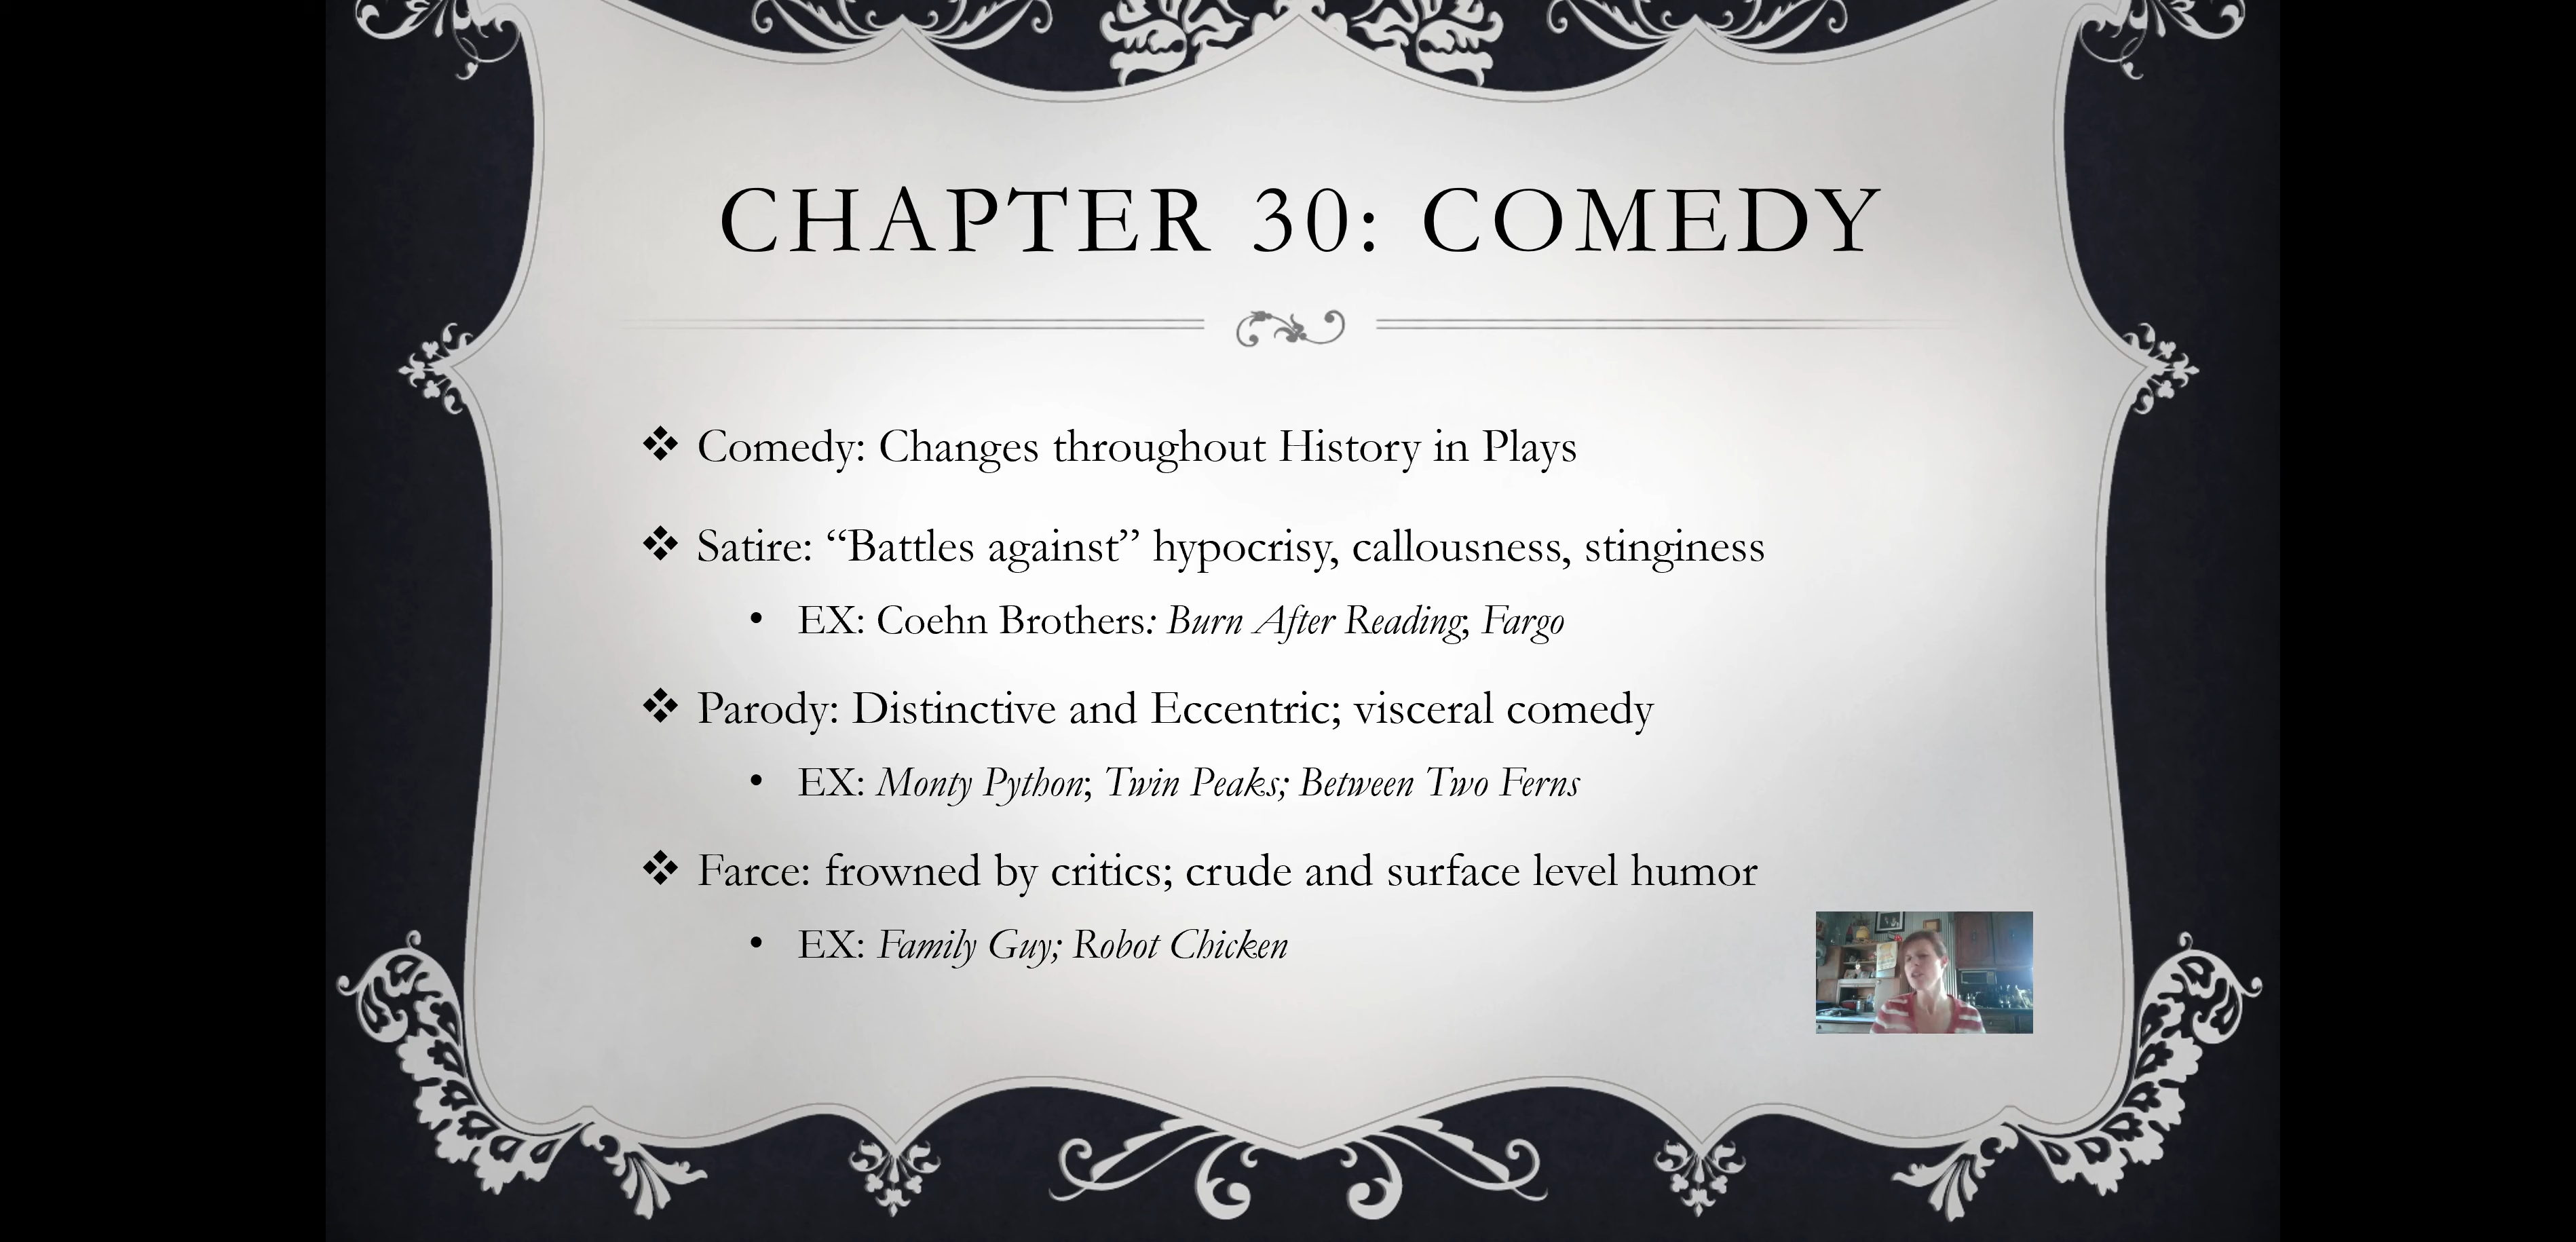 CHAPTER 30: COMEDY
❖ Comedy: Changes throughout History in Plays
❖ Satire: “Battles against” hypocrisy, callousness, stinginess
• EX: Coehn Brothers: Burn After Reading; Fargo
❖ Parody: Distinctive and Eccentric; visceral comedy
• EX: Monty Python; Twin Peaks; Between Two Ferns
❖ Farce: frowned by critics; crude and surface level humor
• EX: Family Guy; Robot Chicken